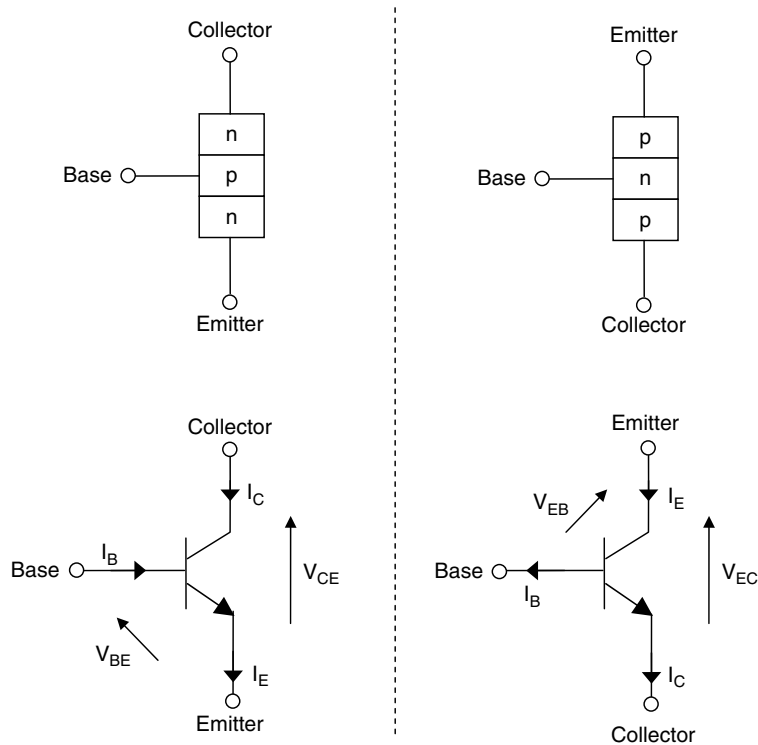 Collector
n
Base
p
n
Emitter
Emitter
p
Base
n
p
Collector
Collector
I_C
I_B
Base
V_CE
V_BE
I_E
Emitter
Emitter
V_EB
I_E
Base
I_B
V_EC
I_C
Collector